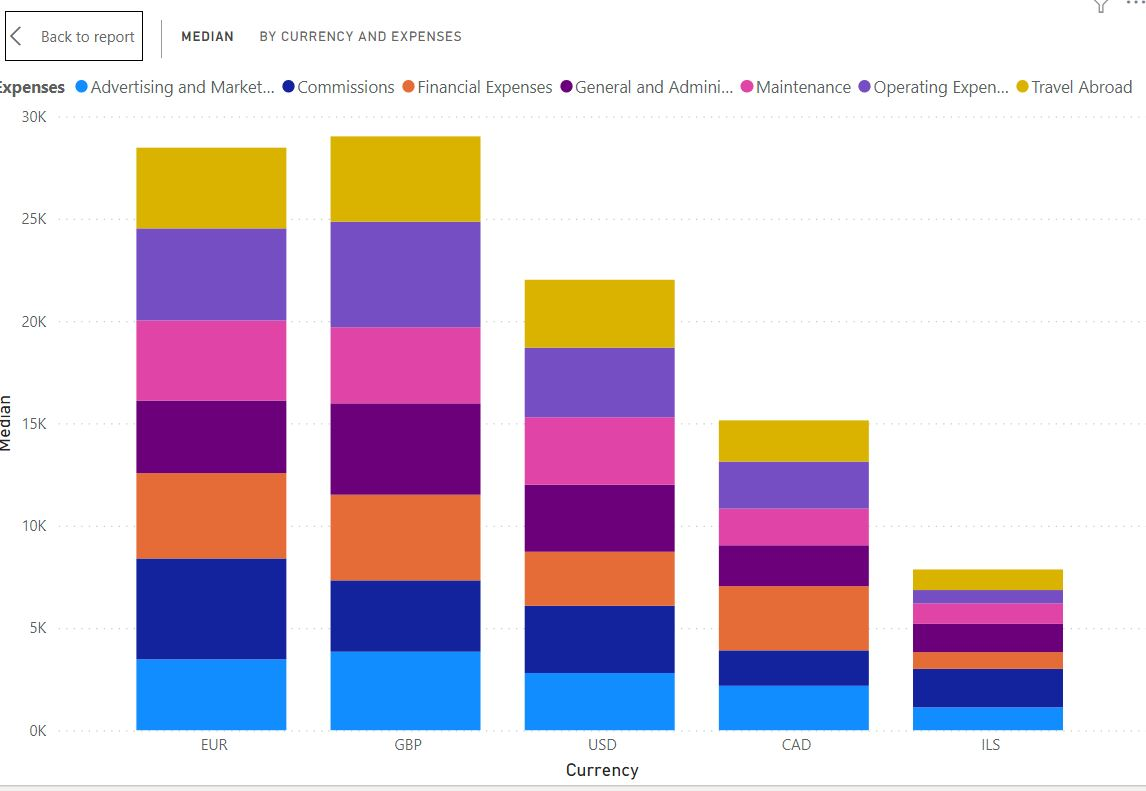 Back to report MEDIAN BY CURRENCY AND EXPENSES
Expenses Advertising and Market... Commissions Financial Expenses General and Admini... Maintenance Operating Expen... Travel Abroad
30K
25K
20K
15K
10K
5K
0K
Median
EUR GBP USD CAD ILS
Currency